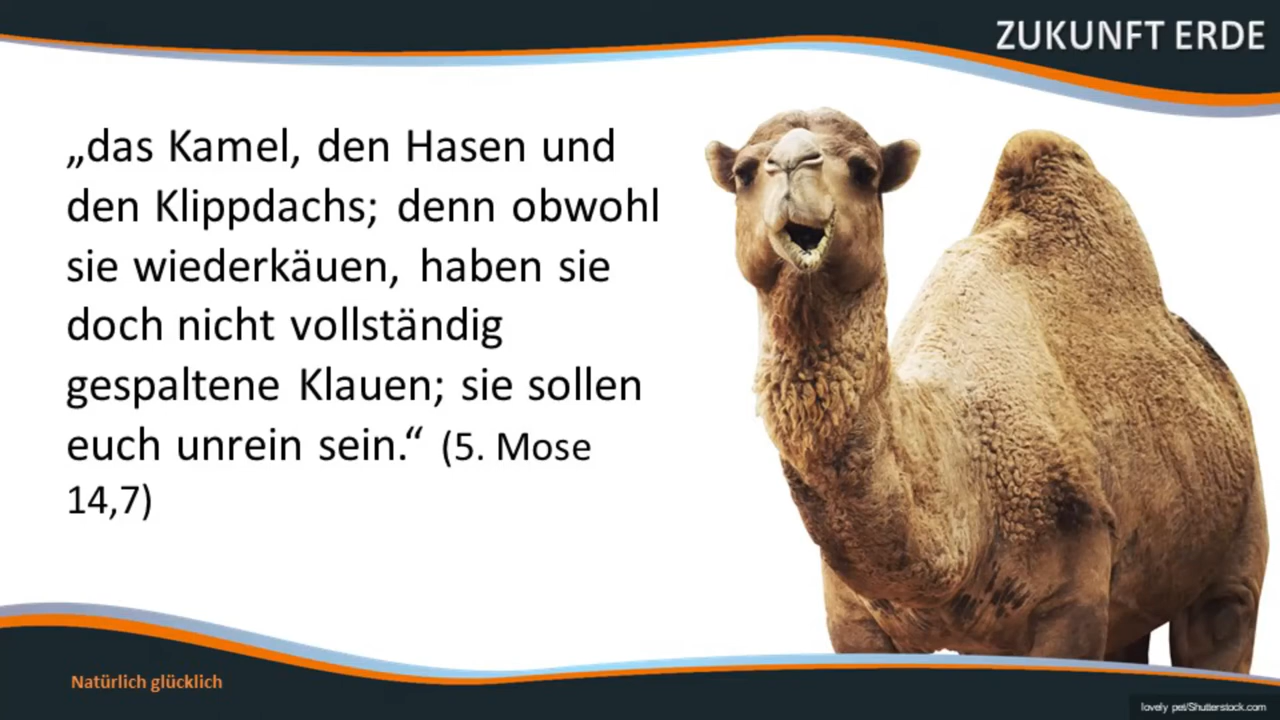 ZUKUNFT ERDE
„das Kamel, den Hasen und
den Klippdachs; denn obwohl
sie wiederkäuen, haben sie
doch nicht vollständig
gespaltene Klauen; sie sollen
euch unrein sein.“ (5. Mose
14,7)
Natürlich glücklich
lovely pet/Shutterstock.com